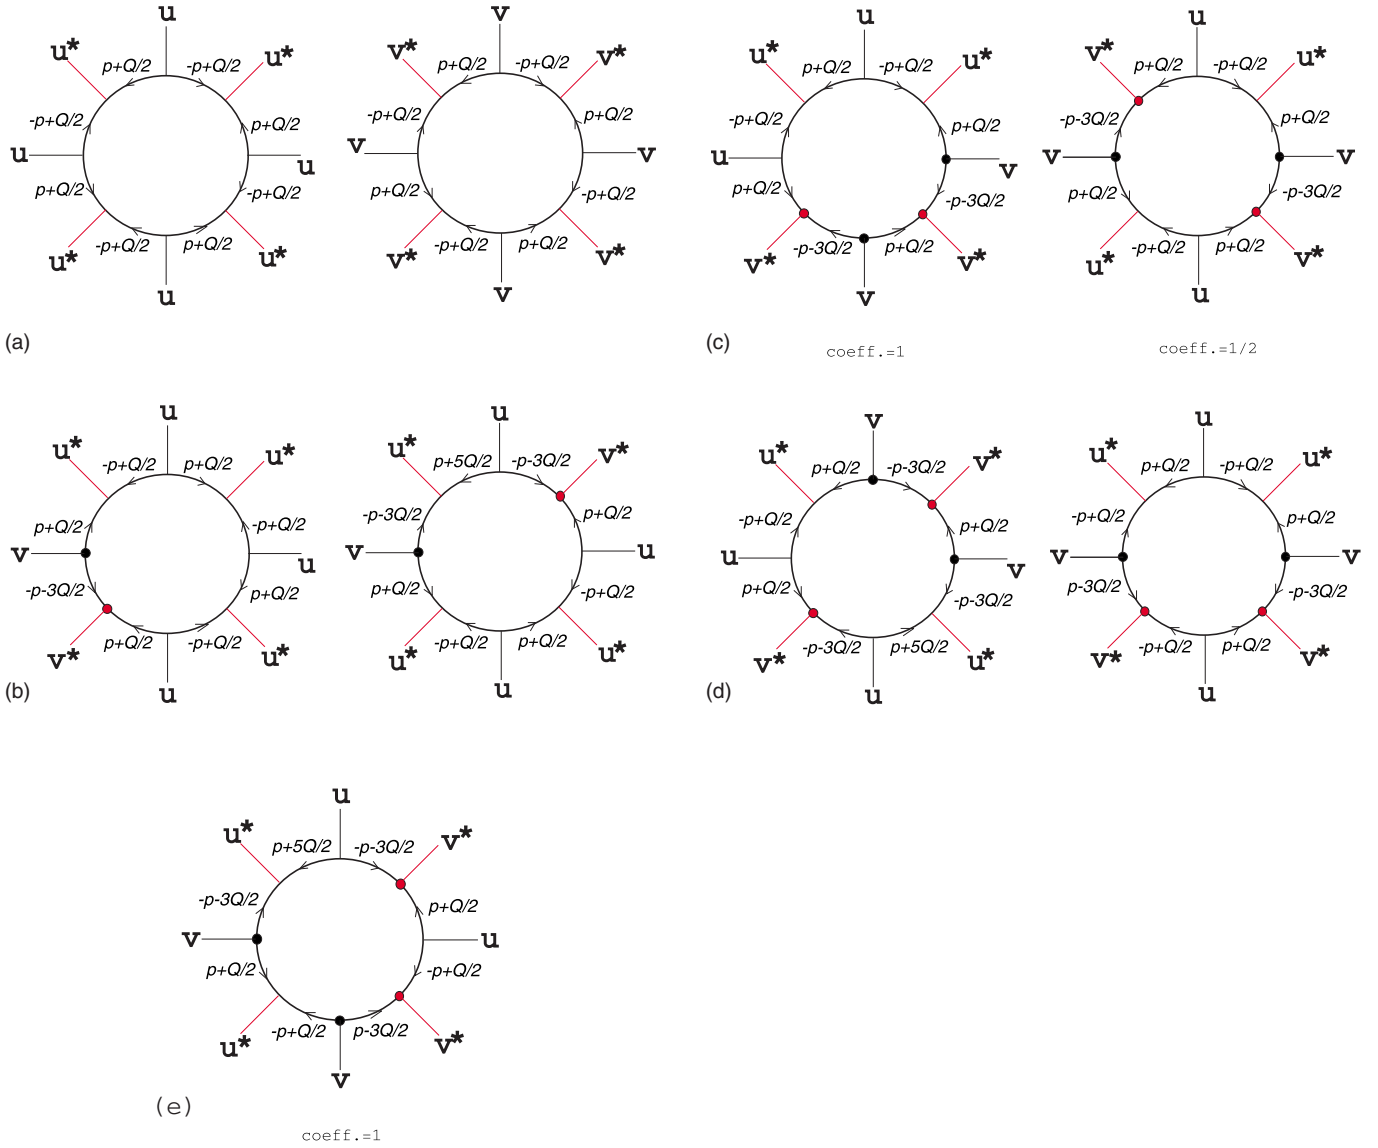 u
u* u*
p+Q/2 -p+Q/2
-p+Q/2 p+Q/2
u u
p+Q/2 -p+Q/2
-p+Q/2 p+Q/2
u* u*
u
v
v* v*
p+Q/2 -p+Q/2
-p+Q/2 p+Q/2
v v
p+Q/2 -p+Q/2
-p+Q/2 p+Q/2
v* v*
v
(a)
u
u* u*
p+Q/2 -p+Q/2
-p+Q/2 p+Q/2
u v
p+Q/2 -p-3Q/2
-p-3Q/2 p+Q/2
v* v*
v
coeff.=1
u
v* u*
p+Q/2 -p+Q/2
-p-3Q/2 p+Q/2
v v
p+Q/2 -p-3Q/2
-p+Q/2 p+Q/2
u* v*
u
coeff.=1/2
(c)
u
u* u*
-p+Q/2 p+Q/2
p+Q/2 -p+Q/2
v u
-p-3Q/2 p+Q/2
p+Q/2 -p+Q/2
v* u*
u
u
u* v*
p+5Q/2 -p-3Q/2
-p-3Q/2 p+Q/2
v u
p+Q/2 -p+Q/2
-p+Q/2 p+Q/2
u* u*
u
(b)
v
u* v*
p+Q/2 -p-3Q/2
-p+Q/2 p+Q/2
u v
p+Q/2 -p-3Q/2
-p-3Q/2 p+5Q/2
v* u*
u
u
u* u*
p+Q/2 -p+Q/2
-p+Q/2 p+Q/2
v v
p-3Q/2 -p-3Q/2
-p+Q/2 p+Q/2
v* v*
u
(d)
u
u* v*
p+5Q/2 -p-3Q/2
-p-3Q/2 p+Q/2
v u
p+Q/2 -p+Q/2
-p+Q/2 p-3Q/2
u* v*
v
(e)
coeff.=1